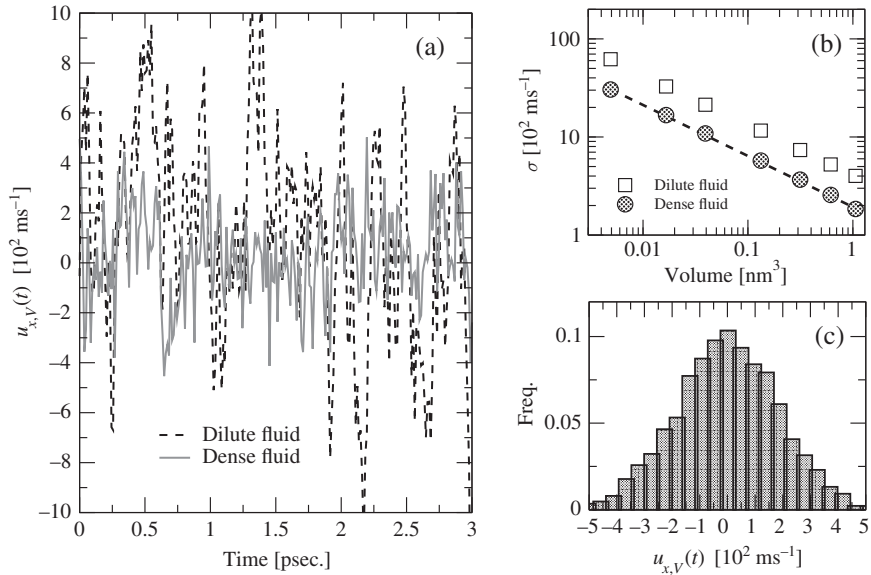 10
8
6
4
2
0
−2
−4
−6
−8
−10
u_{x,V}(t) [10^2 ms^{−1}]
(a)
Dilute fluid
Dense fluid
0 0.5 1 1.5 2 2.5 3
Time [psec.]
100
10
1
σ [10^2 ms^{−1}]
(b)
Dilute fluid
Dense fluid
0.01 0.1 1
Volume [nm^3]
0.1
0.05
0
Freq.
(c)
−5 −4 −3 −2 −1 0 1 2 3 4 5
u_{x,V}(t) [10^2 ms^{−1}]